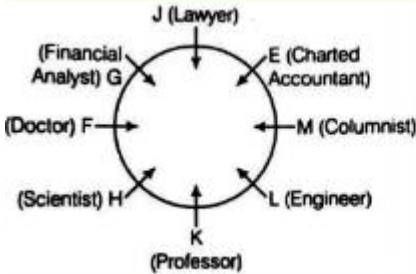 J (Lawyer)
(Financial
Analyst) G
E (Charted
Accountant)
(Doctor) F
M (Columnist)
(Scientist) H
L (Engineer)
K
(Professor)